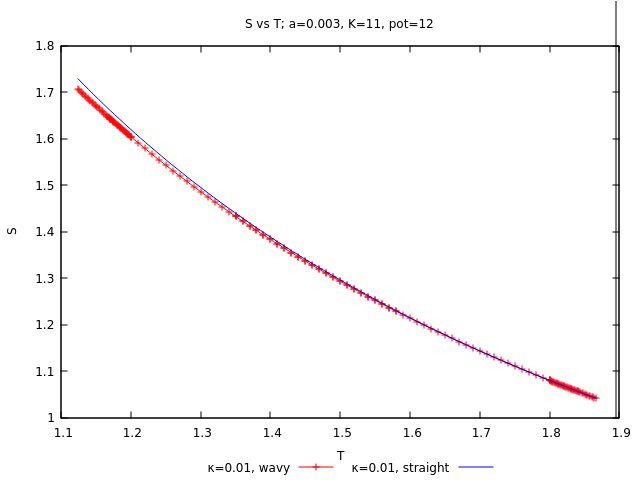 S vs T; a=0.003, K=11, pot=12
1.8
1.7
1.6
1.5
1.4
1.3
1.2
1.1
1
S
1.1 1.2 1.3 1.4 1.5 1.6 1.7 1.8 1.9
T
κ=0.01, wavy κ=0.01, straight